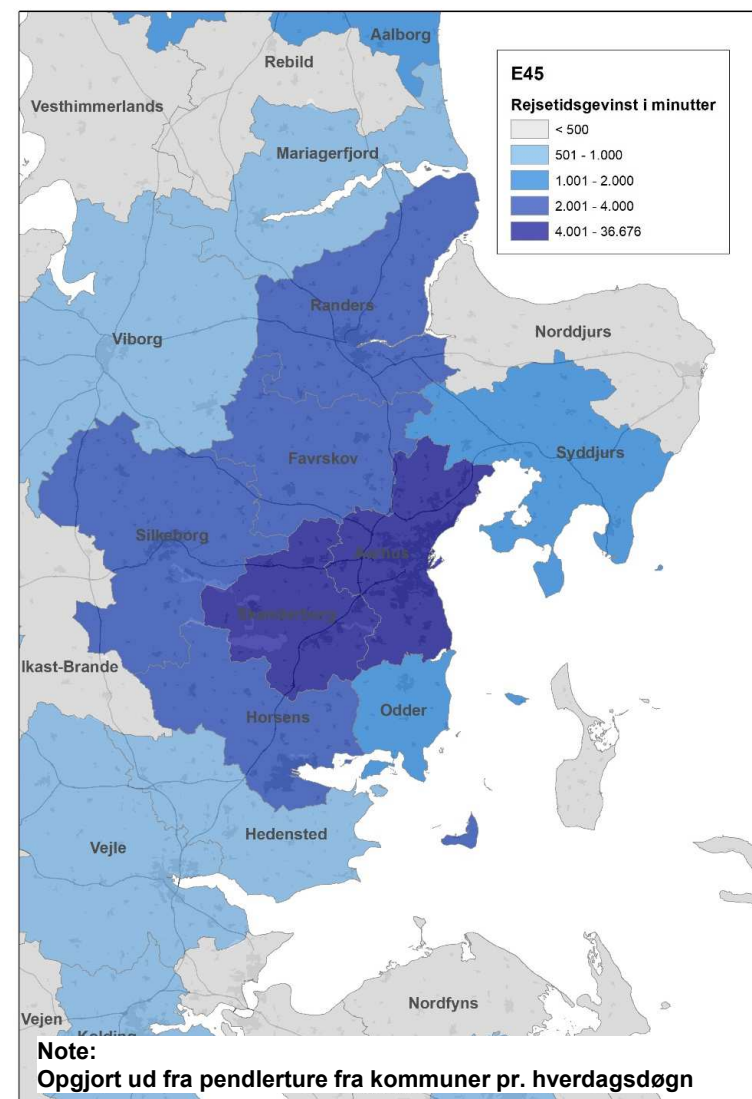 Aalborg
Rebild
E45
Rejsetidsgevinst i minutter
< 500
501 - 1.000
1.001 - 2.000
2.001 - 4.000
4.001 - 36.676
Vesthimmerlands
Mariagerfjord
Randers
Norddjurs
Viborg
Favrskov
Syddjurs
Silkeborg
Aarhus
Skanderborg
Ikast-Brande
Horsens
Odder
Hedensted
Vejle
Nordfyns
Vejen
Kolding
Note:
Opgjort ud fra pendlerture fra kommuner pr. hverdagsdøgn